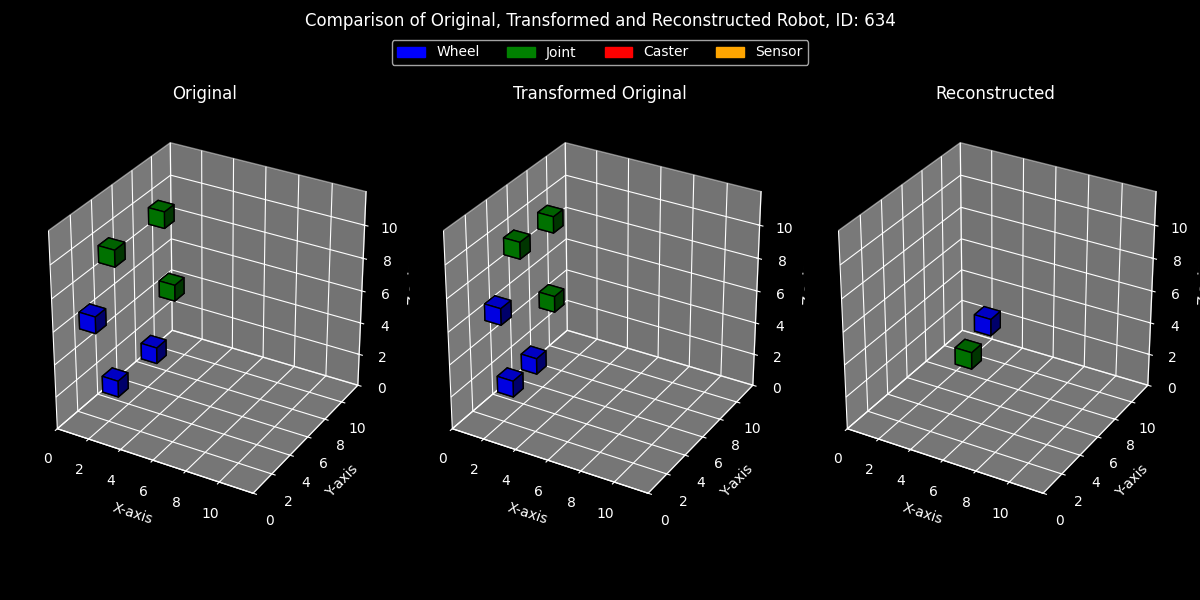 Comparison of Original, Transformed and Reconstructed Robot, ID: 634
Wheel Joint Caster Sensor
Original Transformed Original Reconstructed
10 10 10
8 8 8
6 6 6
4 4 4
2 2 2
0 0 0
0 2 4 6 8 10 0 2 4 6 8 10 0 2 4 6 8 10
0 2 4 6 8 10 0 2 4 6 8 10 0 2 4 6 8 10
X-axis Y-axis X-axis Y-axis X-axis Y-axis